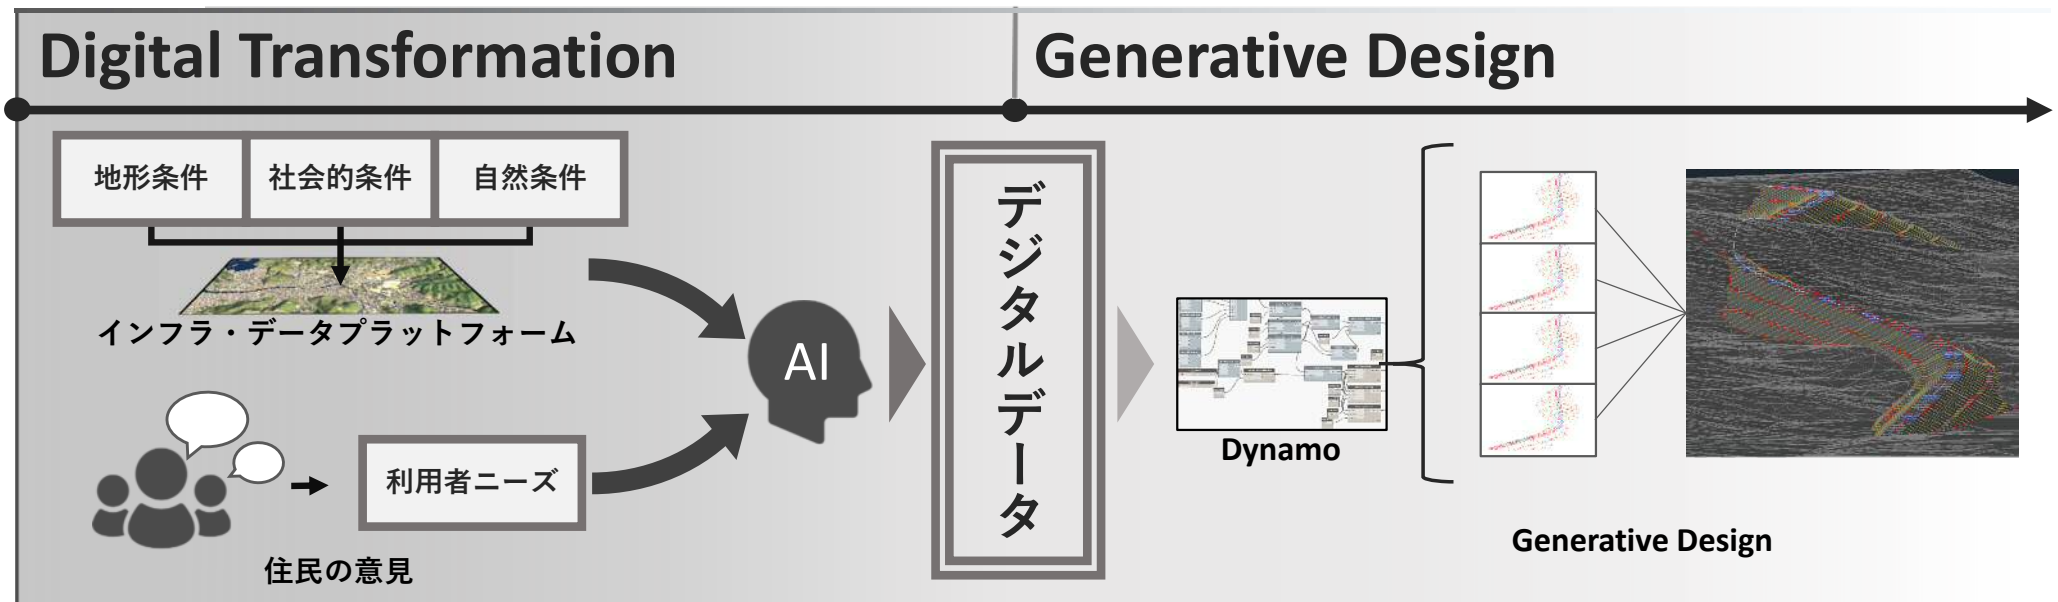 Digital Transformation
Generative Design
地形条件
社会的条件
自然条件
インフラ・データプラットフォーム
利用者ニーズ
住民の意見
AI
デジタルデータ
Dynamo
Generative Design